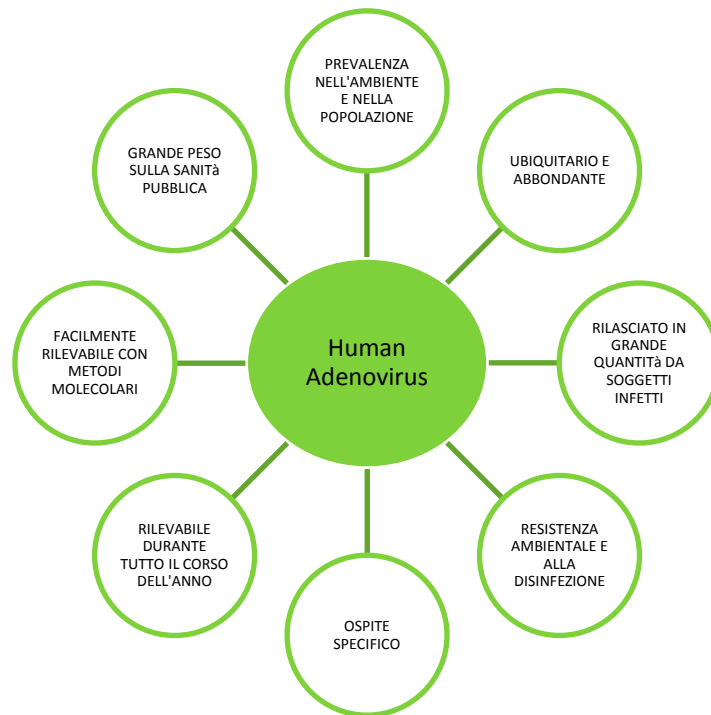 PREVALENZA
NELL'AMBIENTE
E NELLA
POPOLAZIONE
UBIQUITARIO E
ABBONDANTE
RILASCIATO IN
GRANDE
QUANTITà DA
SOGGETTI
INFETTI
RESISTENZA
AMBIENTALE E
ALLA
DISINFEZIONE
OSPITE
SPECIFICO
RILEVABILE
DURANTE
TUTTO IL CORSO
DELL'ANNO
FACILMENTE
RILEVABILE CON
METODI
MOLECOLARI
GRANDE PESO
SULLA SANITà
PUBBLICA
Human
Adenovirus